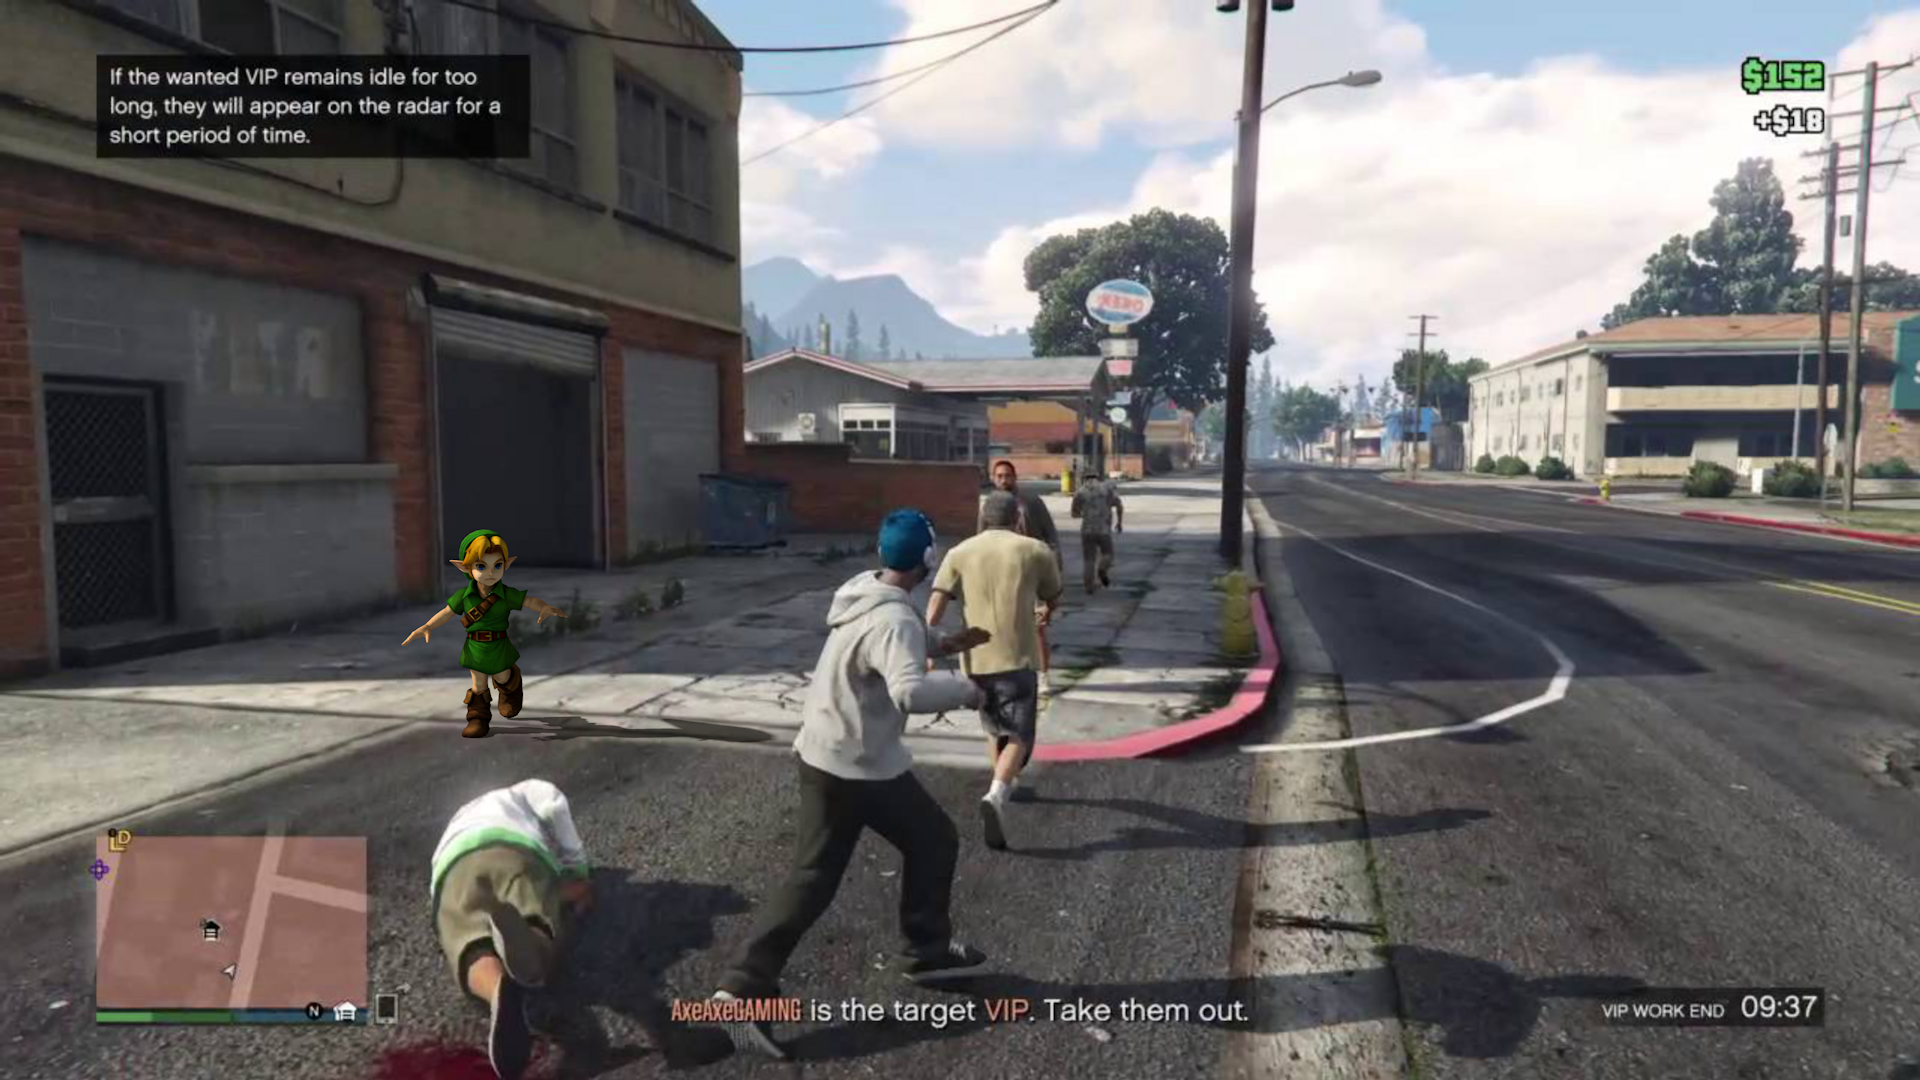 If the wanted VIP remains idle for too
long, they will appear on the radar for a
short period of time.
$152
+$18
XERO
N
AxeAxeGAMING is the target VIP. Take them out.
VIP WORK END 09:37